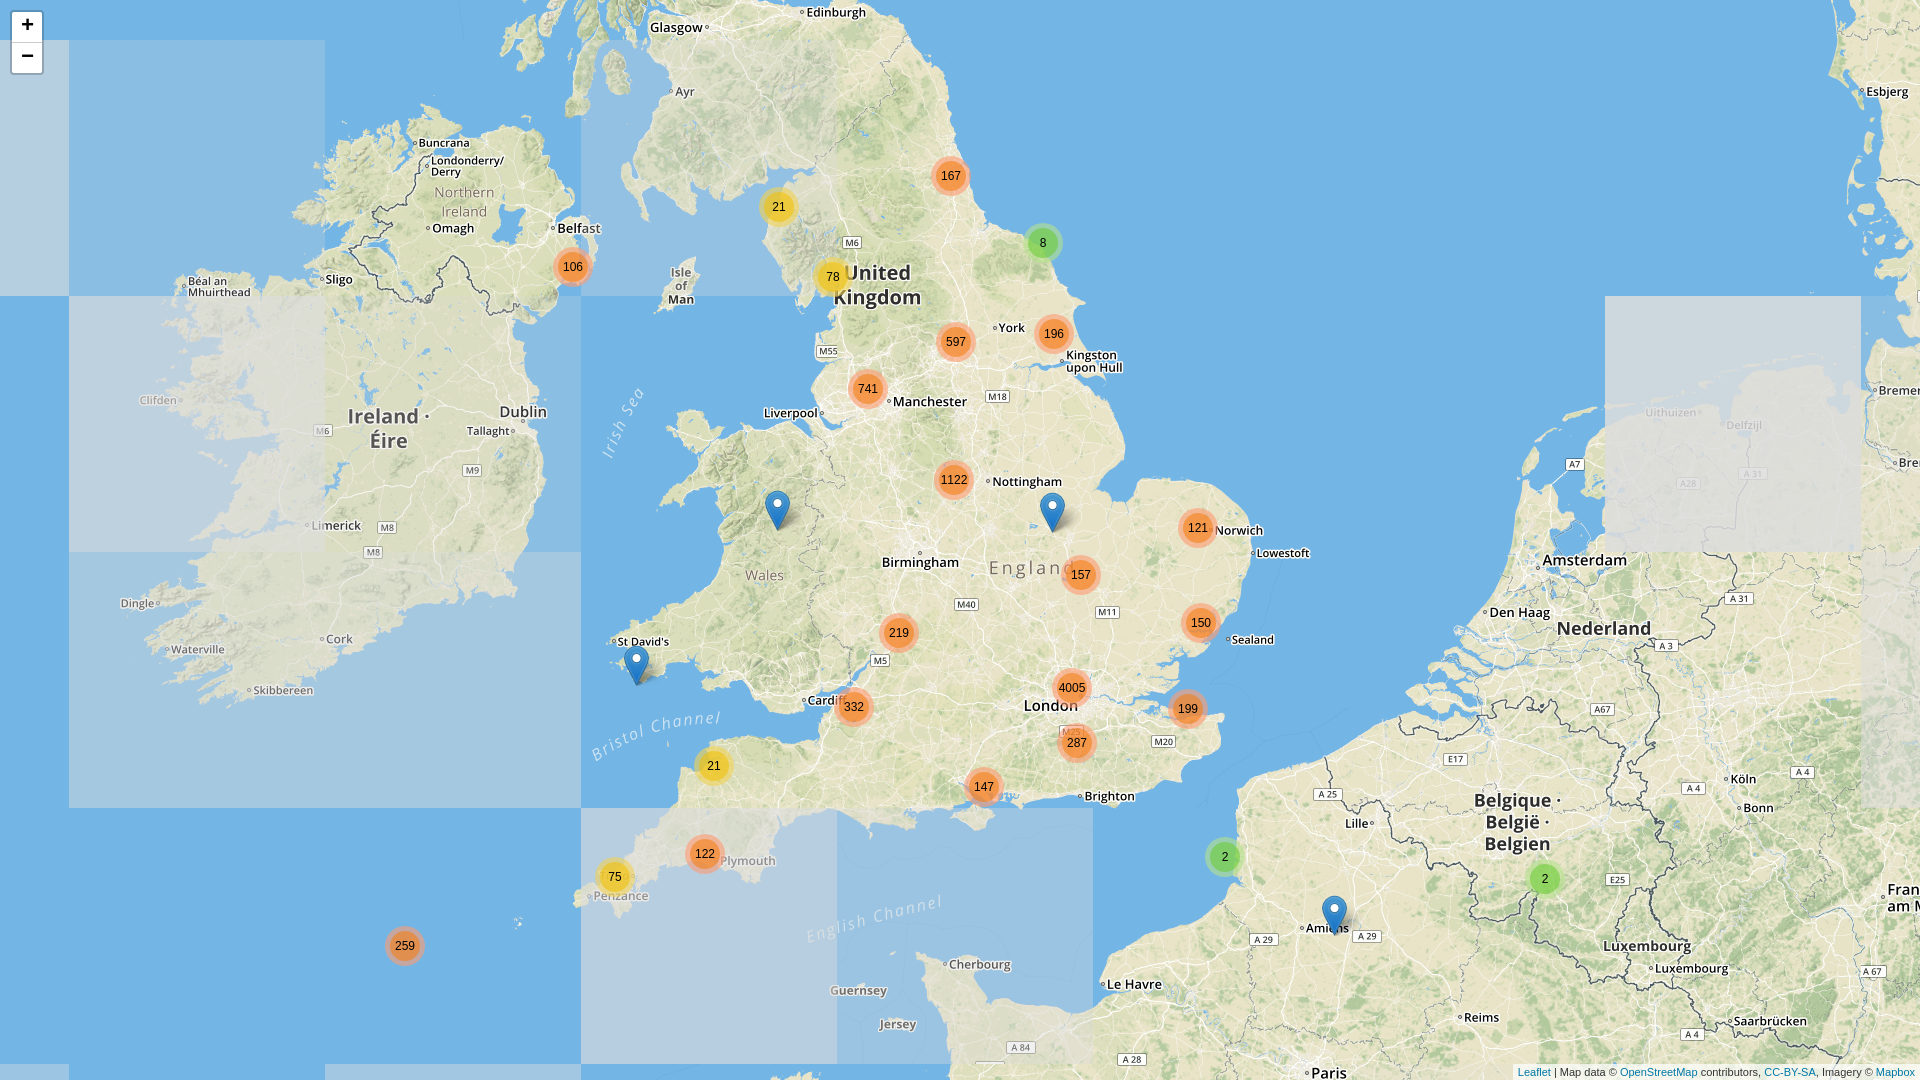 +
−
Edinburgh
Glasgow
Ayr
Esbjerg
Buncrana
Londonderry/
Derry
Northern
Ireland
Omagh
Belfast
167
21
8
106
M6
78
United
Kingdom
Isle
of
Man
Sligo
Béal an
Mhuirthead
York
196
597
M55
Kingston
upon Hull
741
Manchester
M18
Liverpool
Irish Sea
Clifden
Ireland ·
Éire
M6
Dublin
Tallaght
M9
Uithuizen
Delfzijl
A 31
A28
A7
1122
Nottingham
Limerick
M8
M8
121
Norwich
Lowestoft
Birmingham
England
157
Wales
M40
M11
150
Sealand
219
M5
St David's
Dingle
Waterville
Cork
Skibbereen
Amsterdam
Den Haag
A 31
Nederland
A 3
Cardiff
332
4005
London
M25
287
199
M20
Bristol Channel
21
147
Brighton
A67
E17
A 25
Lille
Belgique ·
België ·
Belgien
Köln
A 4
A 4
Bonn
122
Plymouth
75
Penzance
2
2
E25
English Channel
259
Amiens
A 29
A 29
Fran
am M
Luxembourg
Luxembourg
A 67
Cherbourg
Guernsey
Jersey
Le Havre
Reims
Saarbrücken
A 4
A 84
A 28
Paris
Leaflet | Map data © OpenStreetMap contributors, CC-BY-SA, Imagery © Mapbox